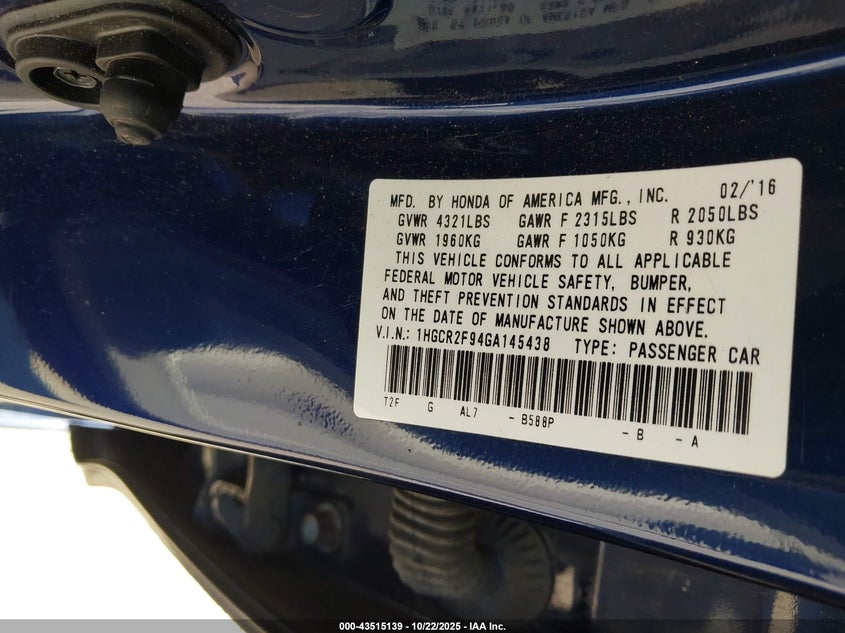 MFD. BY HONDA OF AMERICA MFG., INC. 02/'16
GVWR 4321LBS GAWR F 2315LBS R 2050LBS
GVWR 1960KG GAWR F 1050KG R 930KG
THIS VEHICLE CONFORMS TO ALL APPLICABLE
FEDERAL MOTOR VEHICLE SAFETY, BUMPER,
AND THEFT PREVENTION STANDARDS IN EFFECT
ON THE DATE OF MANUFACTURE SHOWN ABOVE.
V.I.N.: 1HGCR2F94GA145438 TYPE: PASSENGER CAR
T2F G AL7 - B588P - B - A
000-43515139 - 10/22/2025 - IAA Inc.